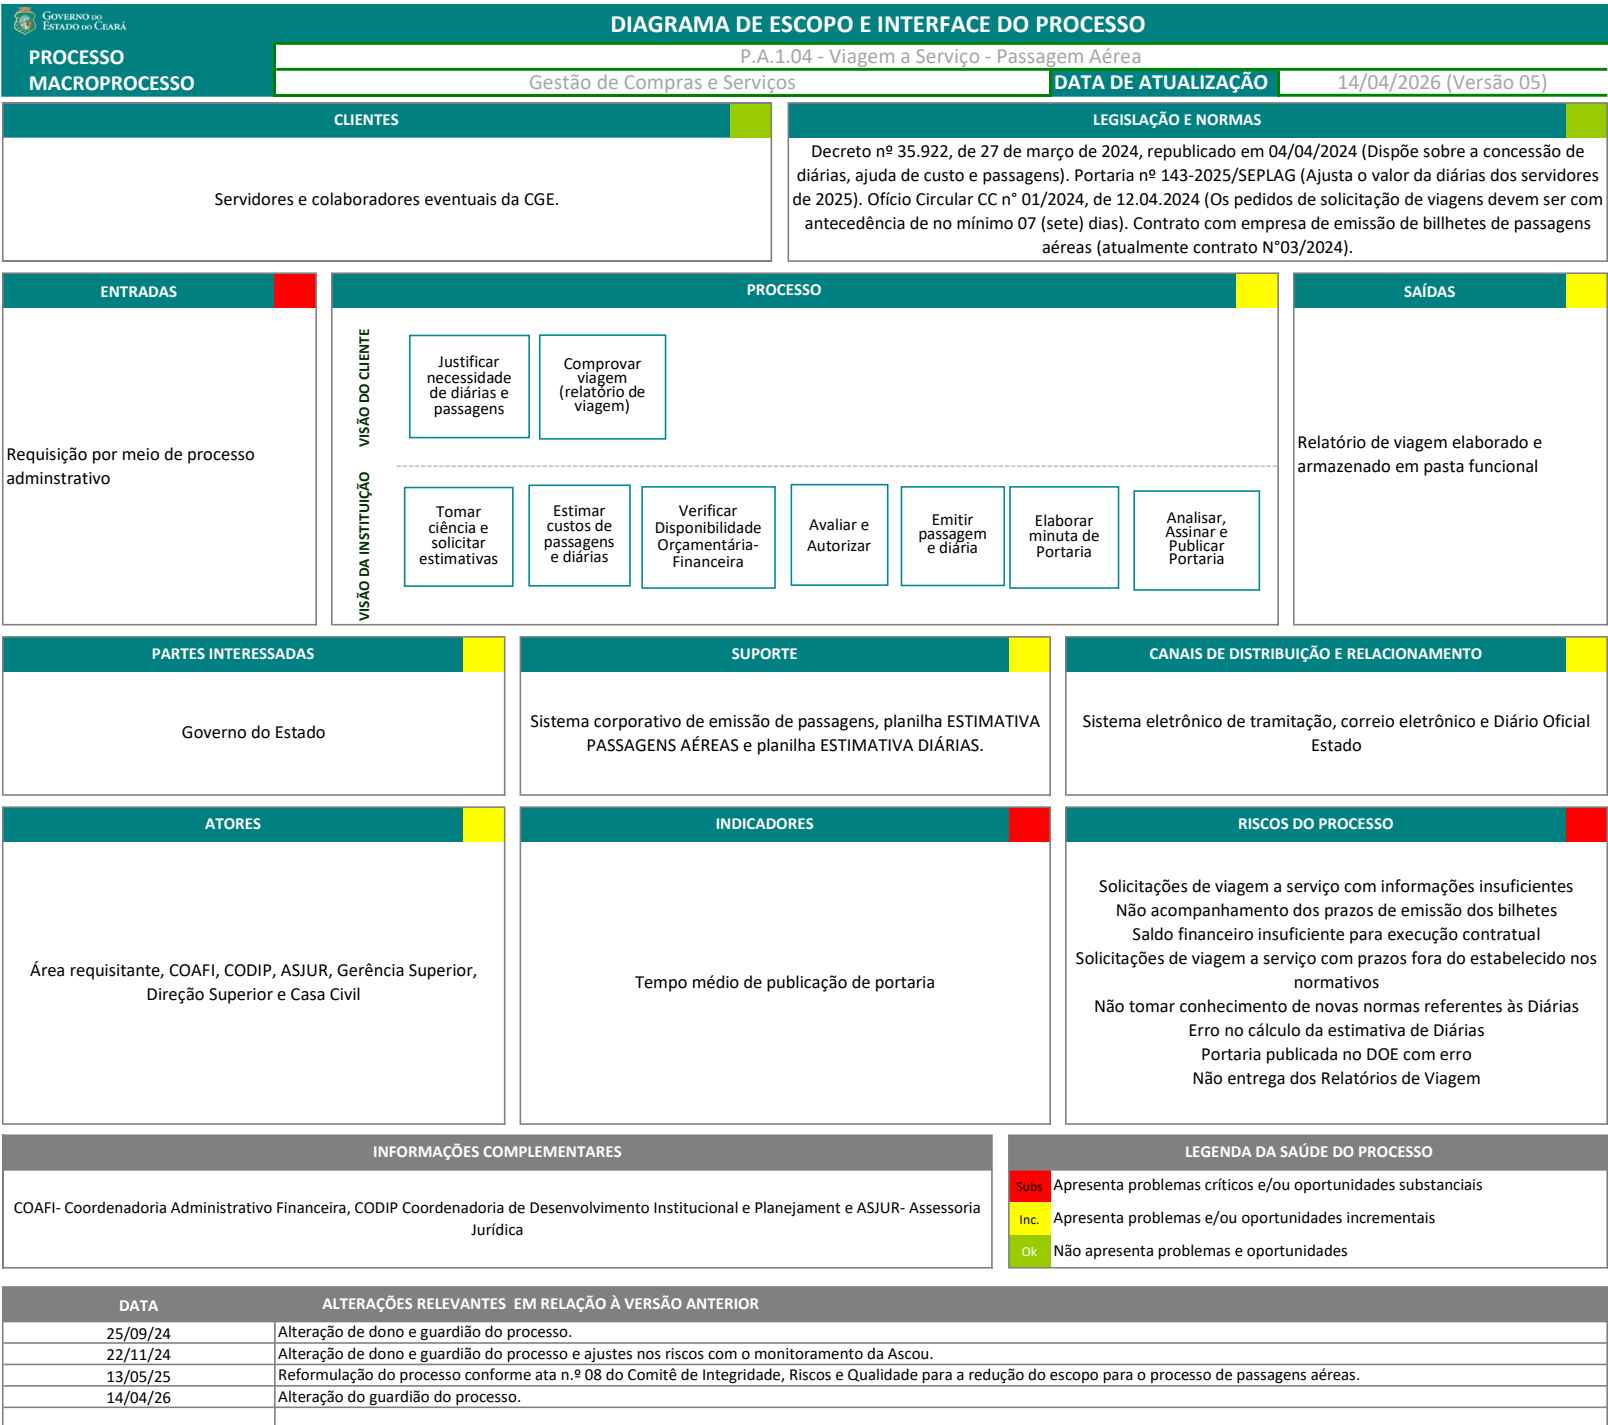 GOVERNO DO
ESTADO DO CEARÁ
DIAGRAMA DE ESCOPO E INTERFACE DO PROCESSO
PROCESSO
P.A.1.04 - Viagem a Serviço - Passagem Aérea
MACROPROCESSO
Gestão de Compras e Serviços
DATA DE ATUALIZAÇÃO
14/04/2026 (Versão 05)
CLIENTES
Servidores e colaboradores eventuais da CGE.
LEGISLAÇÃO E NORMAS
Decreto nº 35.922, de 27 de março de 2024, republicado em 04/04/2024 (Dispõe sobre a concessão de
diárias, ajuda de custo e passagens). Portaria nº 143-2025/SEPLAG (Ajusta o valor da diárias dos servidores
de 2025). Ofício Circular CC n° 01/2024, de 12.04.2024 (Os pedidos de solicitação de viagens devem ser com
antecedência de no mínimo 07 (sete) dias). Contrato com empresa de emissão de billhetes de passagens
aéreas (atualmente contrato N°03/2024).
ENTRADAS
Requisição por meio de processo
adminstrativo
PROCESSO
VISÃO DO CLIENTE
Justificar
necessidade
de diárias e
passagens
Comprovar
viagem
(relatório de
viagem)
VISÃO DA INSTITUIÇÃO
Tomar
ciência e
solicitar
estimativas
Estimar
custos de
passagens
e diárias
Verificar
Disponibilidade
Orçamentária-
Financeira
Avaliar e
Autorizar
Emitir
passagem
e diária
Elaborar
minuta de
Portaria
Analisar,
Assinar e
Publicar
Portaria
SAÍDAS
Relatório de viagem elaborado e
armazenado em pasta funcional
PARTES INTERESSADAS
Governo do Estado
SUPORTE
Sistema corporativo de emissão de passagens, planilha ESTIMATIVA
PASSAGENS AÉREAS e planilha ESTIMATIVA DIÁRIAS.
CANAIS DE DISTRIBUIÇÃO E RELACIONAMENTO
Sistema eletrônico de tramitação, correio eletrônico e Diário Oficial
Estado
ATORES
Área requisitante, COAFI, CODIP, ASJUR, Gerência Superior,
Direção Superior e Casa Civil
INDICADORES
Tempo médio de publicação de portaria
RISCOS DO PROCESSO
Solicitações de viagem a serviço com informações insuficientes
Não acompanhamento dos prazos de emissão dos bilhetes
Saldo financeiro insuficiente para execução contratual
Solicitações de viagem a serviço com prazos fora do estabelecido nos
normativos
Não tomar conhecimento de novas normas referentes às Diárias
Erro no cálculo da estimativa de Diárias
Portaria publicada no DOE com erro
Não entrega dos Relatórios de Viagem
INFORMAÇÕES COMPLEMENTARES
COAFI- Coordenadoria Administrativo Financeira, CODIP Coordenadoria de Desenvolvimento Institucional e Planejament e ASJUR- Assessoria
Jurídica
LEGENDA DA SAÚDE DO PROCESSO
Subs Apresenta problemas críticos e/ou oportunidades substanciais
Inc. Apresenta problemas e/ou oportunidades incrementais
Ok Não apresenta problemas e oportunidades
DATA ALTERAÇÕES RELEVANTES EM RELAÇÃO À VERSÃO ANTERIOR
25/09/24 Alteração de dono e guardião do processo.
22/11/24 Alteração de dono e guardião do processo e ajustes nos riscos com o monitoramento da Ascou.
13/05/25 Reformulação do processo conforme ata n.º 08 do Comitê de Integridade, Riscos e Qualidade para a redução do escopo para o processo de passagens aéreas.
14/04/26 Alteração do guardião do processo.